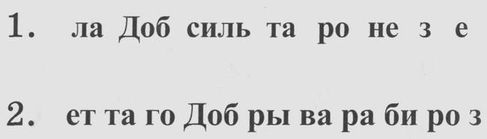 1. ла Доб силь та ро не з е
2. ет та го Доб ры ва ра би ро з